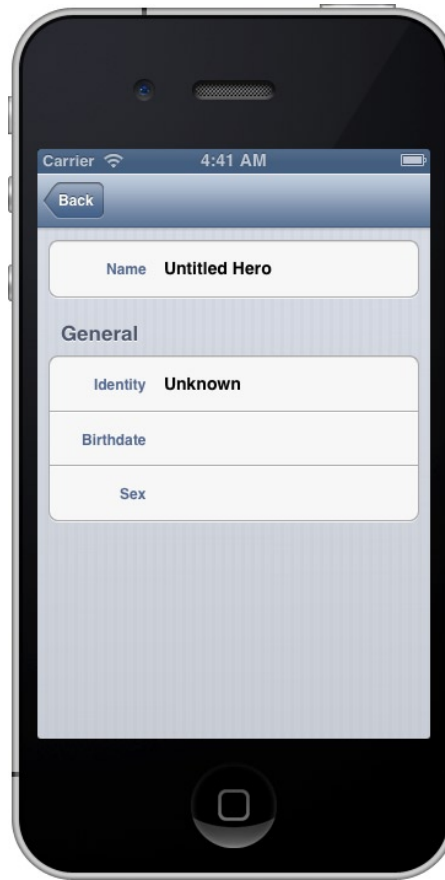 Carrier 4:41 AM
Back
Name Untitled Hero
General
Identity Unknown
Birthdate
Sex